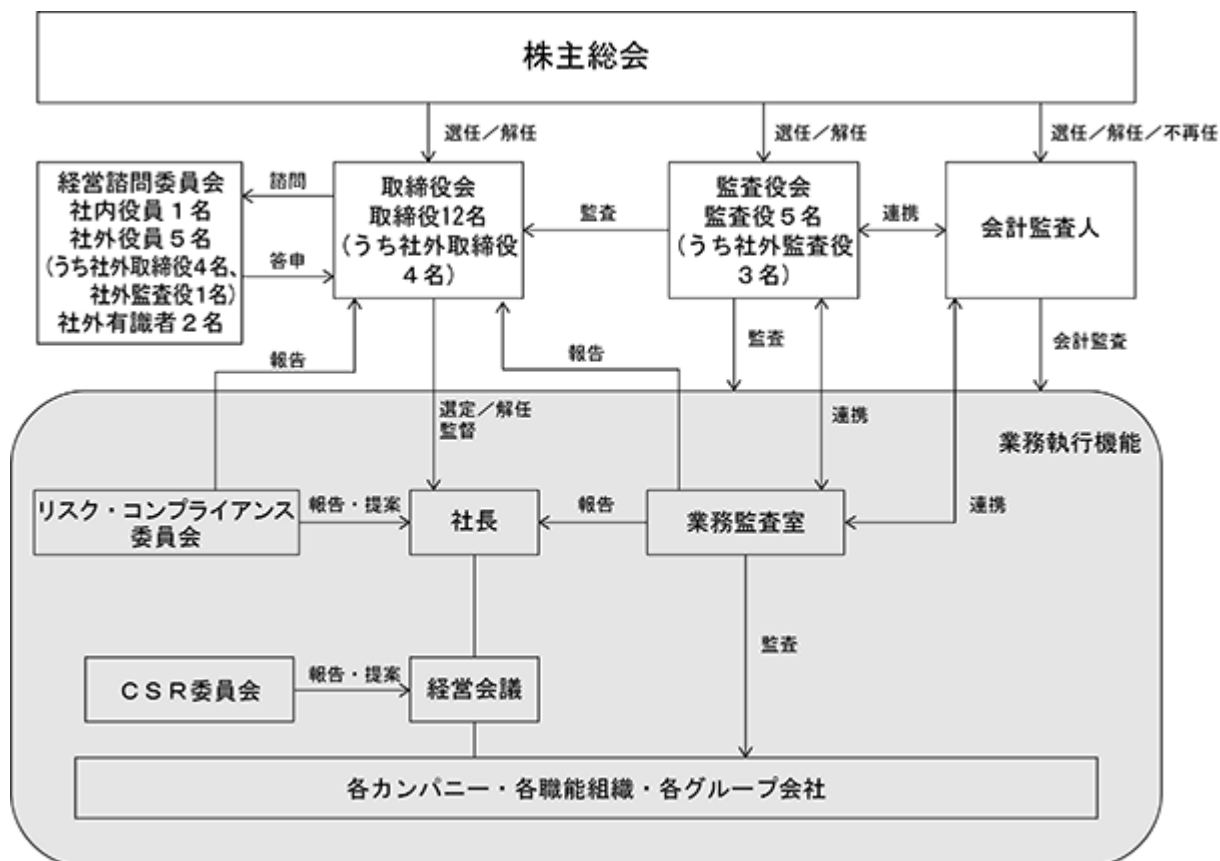 株主総会
選任／解任
選任／解任
選任／解任／不再任
経営諮問委員会
社内役員１名
社外役員５名
(うち社外取締役4名、
社外監査役1名)
社外有識者２名
諮問
答申
取締役会
取締役12名
(うち社外取締役
４名)
監査
監査役会
監査役５名
(うち社外監査役
３名)
連携
会計監査人
報告
報告
監査
会計監査
選定／解任
監督
連携
業務執行機能
リスク・コンプライアンス
委員会
報告・提案
社長
報告
業務監査室
連携
監査
ＣＳＲ委員会
報告・提案
経営会議
各カンパニー・各職能組織・各グループ会社